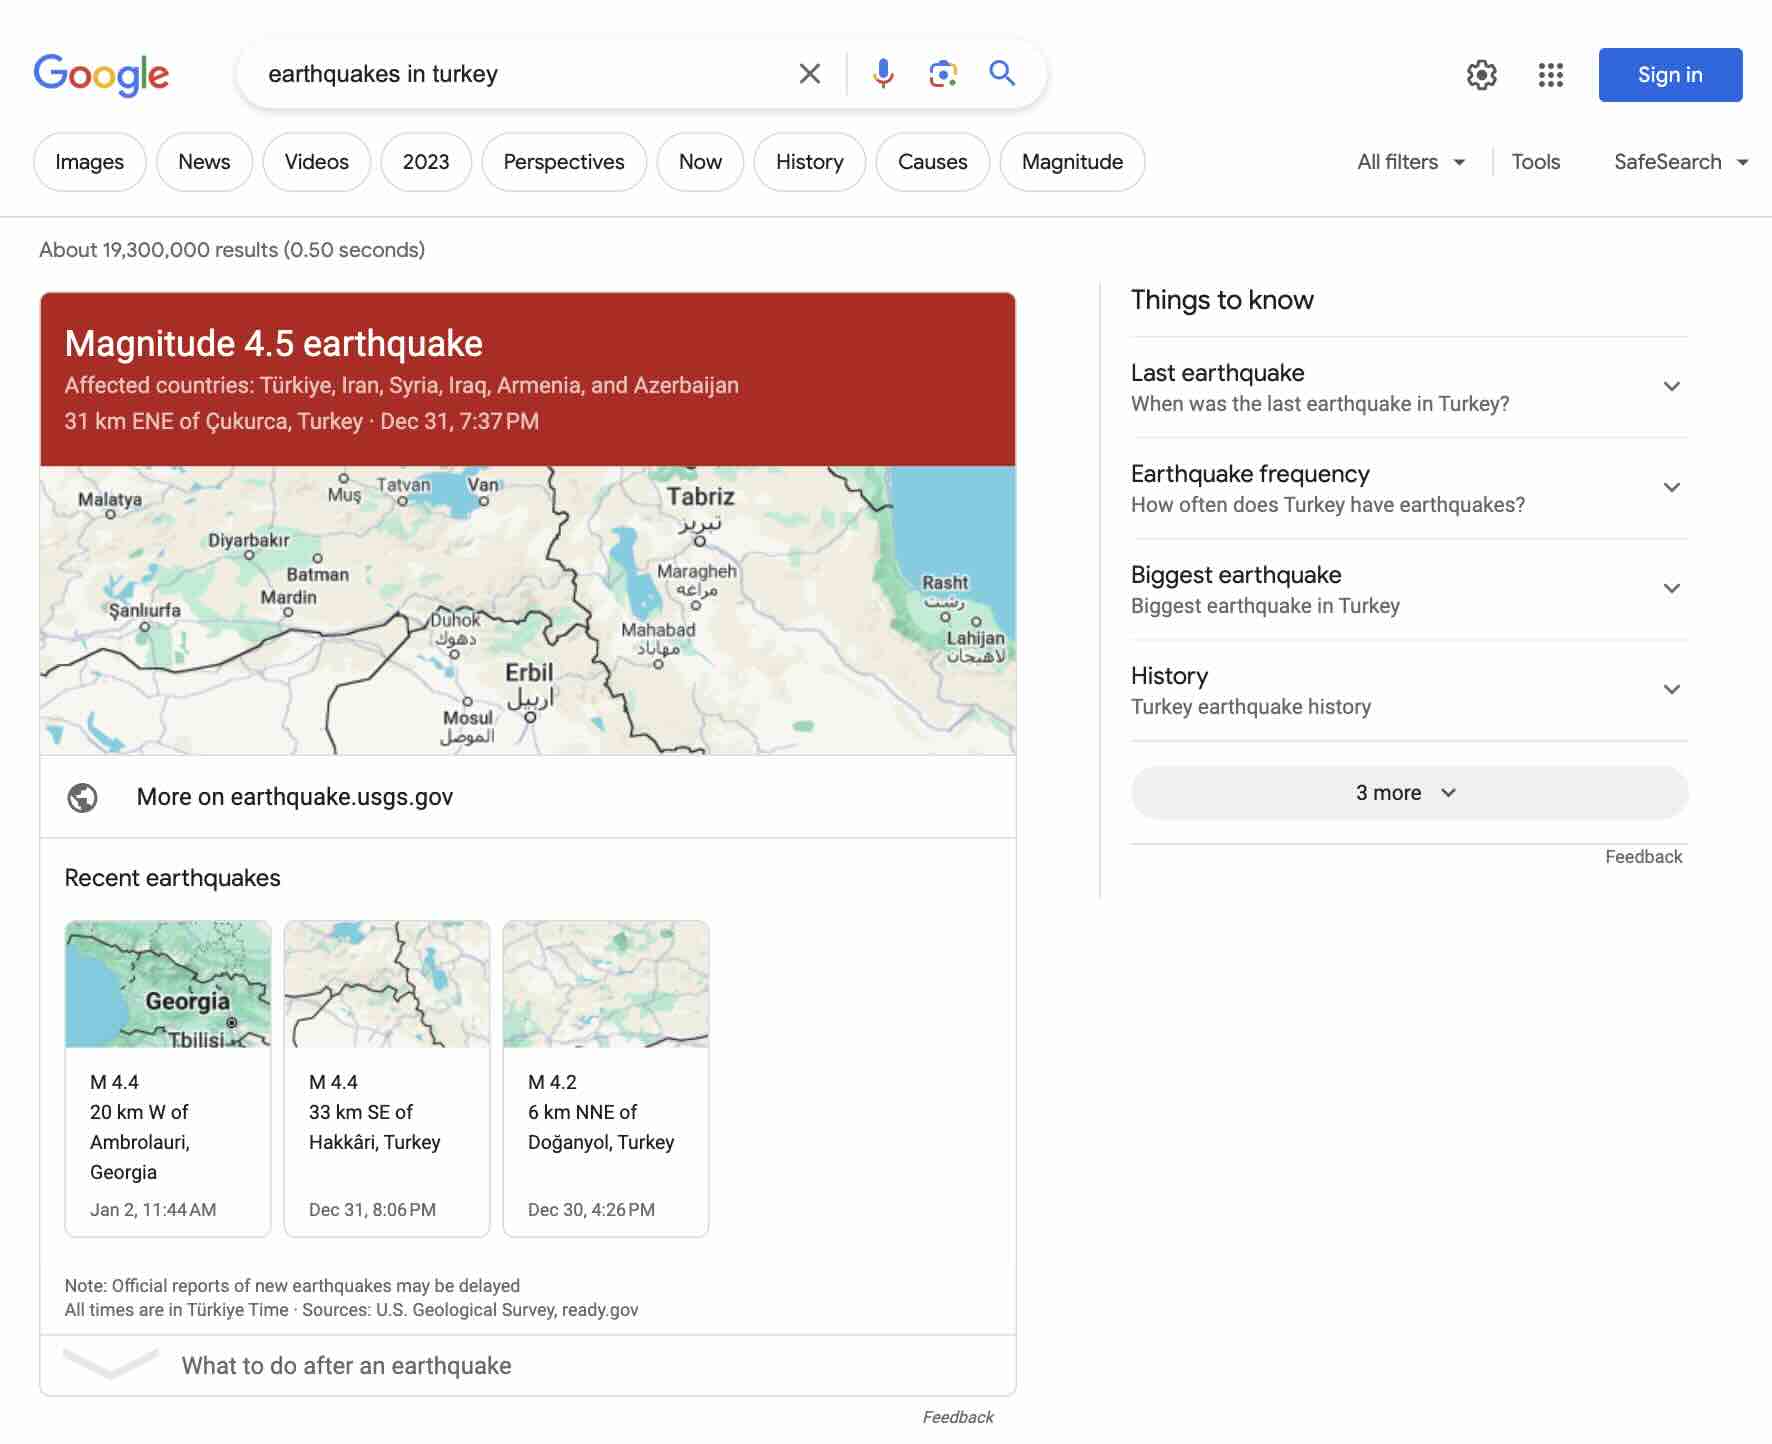 Google
earthquakes in turkey
Sign in
Images
News
Videos
2023
Perspectives
Now
History
Causes
Magnitude
All filters
Tools
SafeSearch
About 19,300,000 results (0.50 seconds)
Magnitude 4.5 earthquake
Affected countries: Türkiye, Iran, Syria, Iraq, Armenia, and Azerbaijan
31 km ENE of Çukurca, Turkey · Dec 31, 7:37 PM
Malatya
Muş
Tatvan
Van
Tabriz
تبریز
Diyarbakır
Batman
Maragheh
مراغه
Rasht
رشت
Mardin
Şanlıurfa
Duhok
دهوك
Mahabad
مهاباد
Lahijan
لاهیجان
Erbil
اربيل
Mosul
الموصل
More on earthquake.usgs.gov
Recent earthquakes
Georgia
Tbilisi
M 4.4
20 km W of
Ambrolauri,
Georgia
Jan 2, 11:44 AM
M 4.4
33 km SE of
Hakkâri, Turkey
Dec 31, 8:06 PM
M 4.2
6 km NNE of
Doğanyol, Turkey
Dec 30, 4:26 PM
Note: Official reports of new earthquakes may be delayed
All times are in Türkiye Time · Sources: U.S. Geological Survey, ready.gov
What to do after an earthquake
Feedback
Things to know
Last earthquake
When was the last earthquake in Turkey?
Earthquake frequency
How often does Turkey have earthquakes?
Biggest earthquake
Biggest earthquake in Turkey
History
Turkey earthquake history
3 more
Feedback